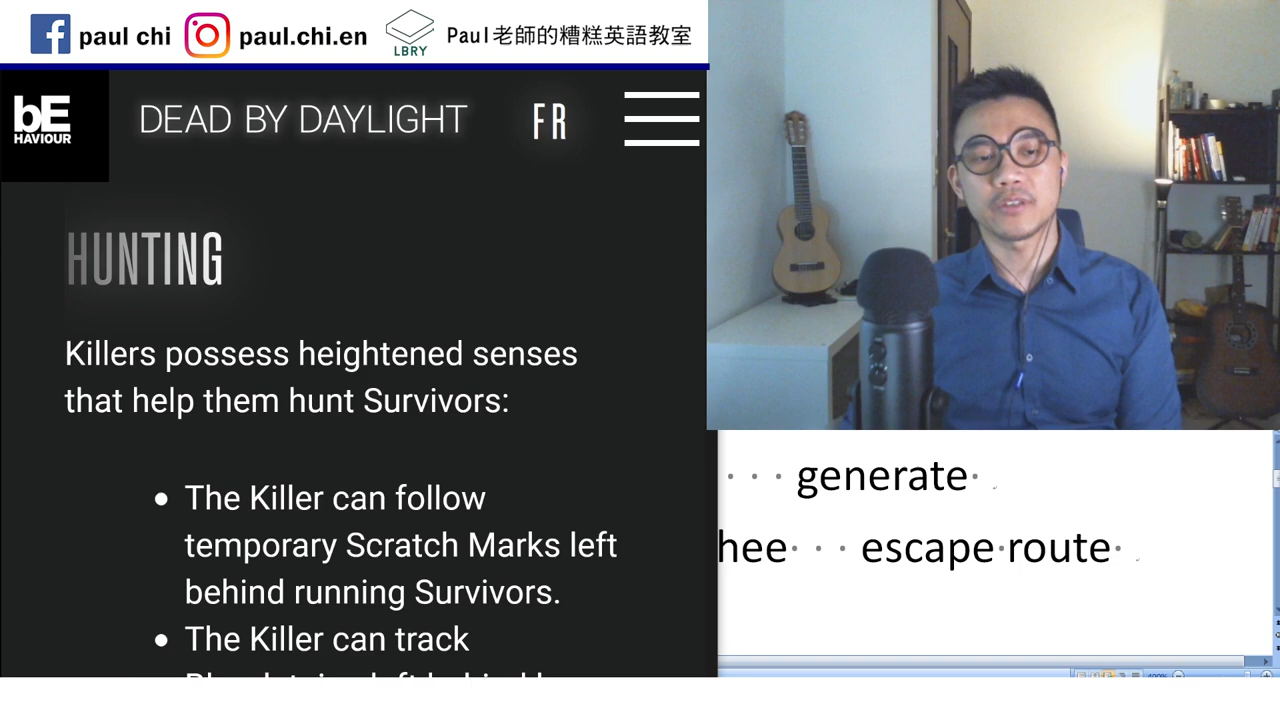 paul chi
paul.chi.en
LBRY
Paul老師的糟糕英語教室
bE
HAVIOUR
DEAD BY DAYLIGHT
FR
HUNTING
Killers possess heightened senses
that help them hunt Survivors:
• The Killer can follow
temporary Scratch Marks left
behind running Survivors.
• The Killer can track
generate
hee escape route